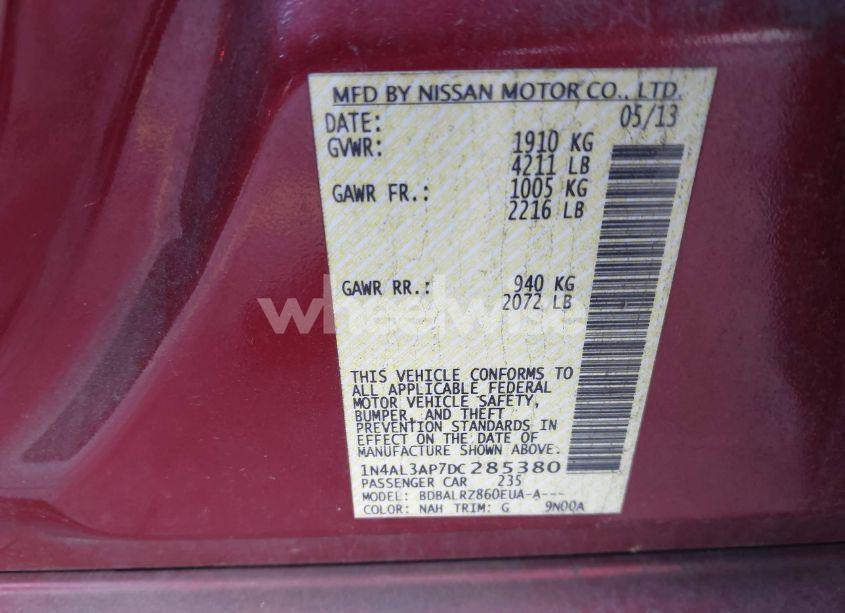 MFD BY NISSAN MOTOR CO., LTD.
DATE: 05/13
GVWR: 1910 KG
4211 LB
GAWR FR.: 1005 KG
2216 LB
GAWR RR.: 940 KG
2072 LB
wheelwise
THIS VEHICLE CONFORMS TO
ALL APPLICABLE FEDERAL
MOTOR VEHICLE SAFETY,
BUMPER, AND THEFT
PREVENTION STANDARDS IN
EFFECT ON THE DATE OF
MANUFACTURE SHOWN ABOVE.
1N4AL3AP7DC285380
PASSENGER CAR 235
MODEL: BDBALRZ860EUA-A---
COLOR: NAH TRIM: G 9N00A